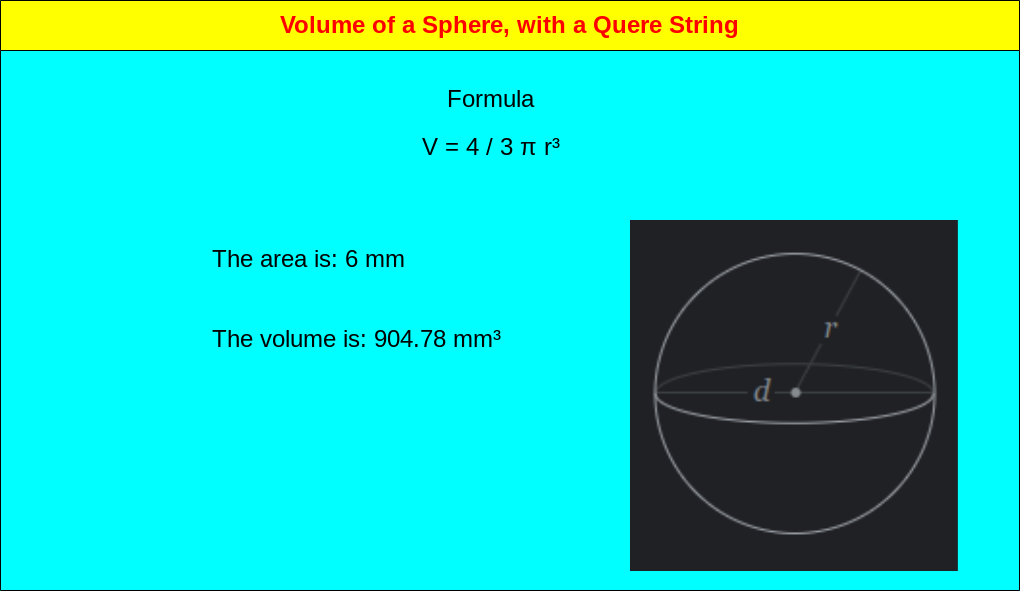 Volume of a Sphere, with a Quere String
Formula
V = 4 / 3 π r³
The area is: 6 mm
The volume is: 904.78 mm³
r
d